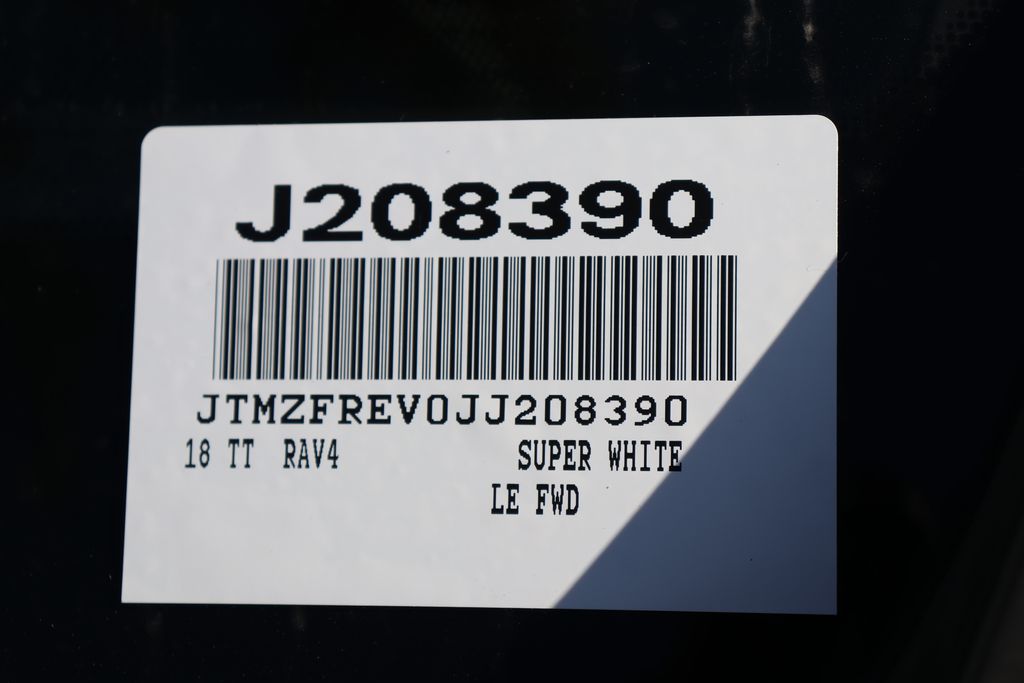 J208390
JTMZFREV0JJ208390
18 TT RAV4 SUPER WHITE
LE FWD